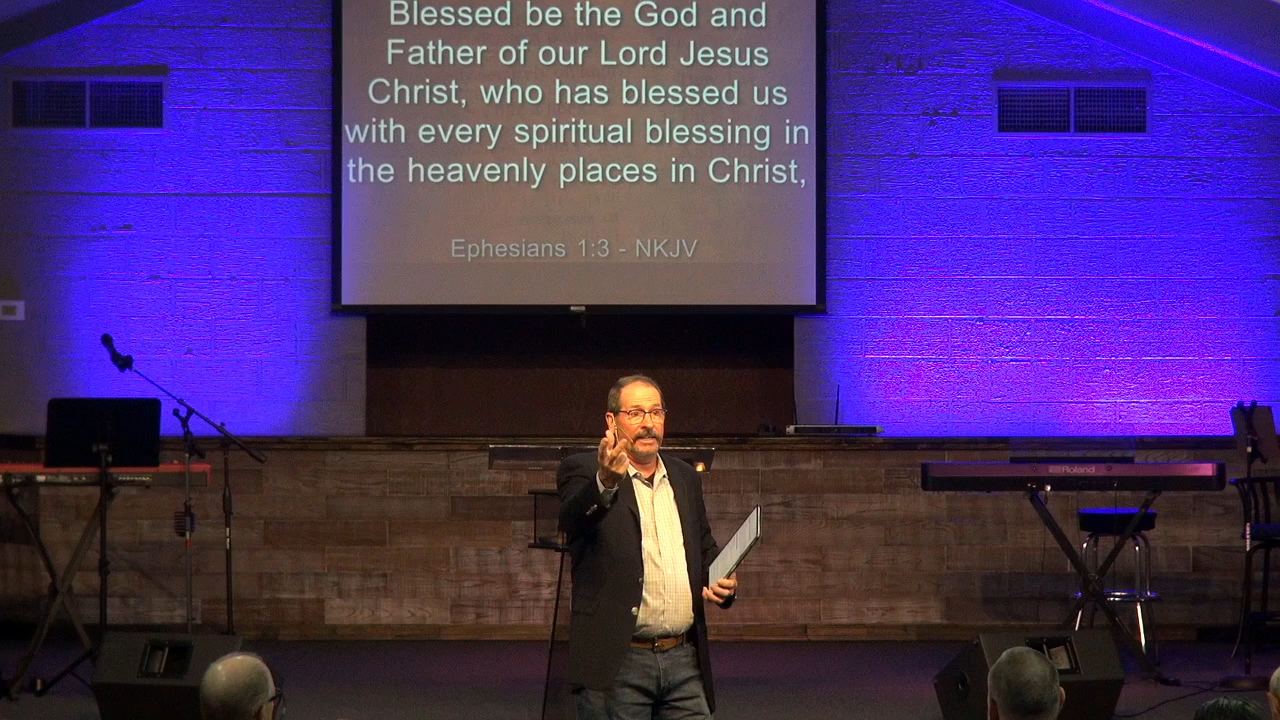 Blessed be the God and
Father of our Lord Jesus
Christ, who has blessed us
with every spiritual blessing in
the heavenly places in Christ,
Ephesians 1:3 - NKJV
Roland